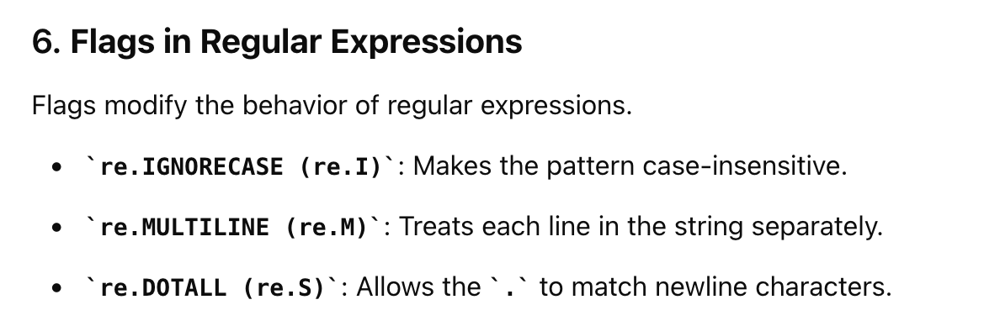 6. Flags in Regular Expressions
Flags modify the behavior of regular expressions.
• `re.IGNORECASE (re.I)`: Makes the pattern case-insensitive.
• `re.MULTILINE (re.M)`: Treats each line in the string separately.
• `re.DOTALL (re.S)`: Allows the `.` to match newline characters.